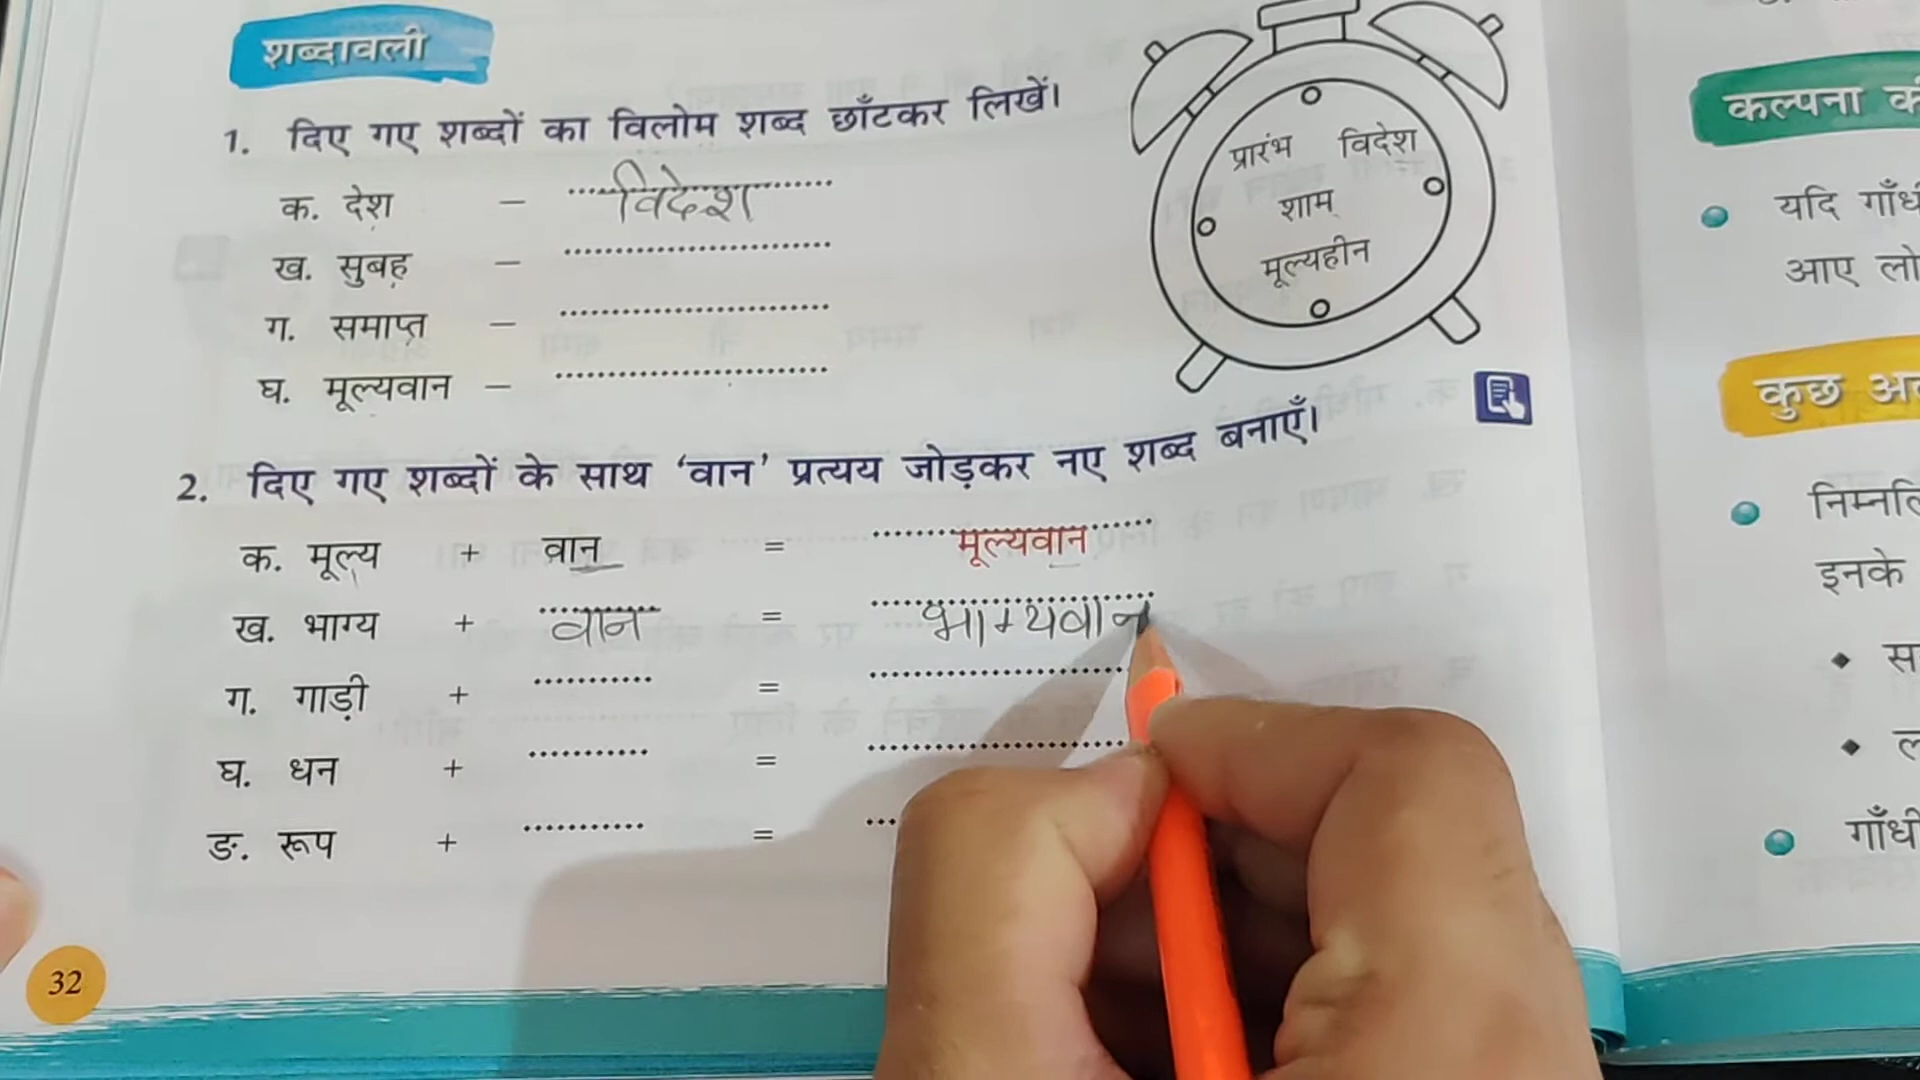 शब्दावली
1. दिए गए शब्दों का विलोम शब्द छाँटकर लिखें।
क. देश – विदेश
ख. सुबह –
ग. समाप्त –
घ. मूल्यवान –
प्रारंभ विदेश
शाम
मूल्यहीन
2. दिए गए शब्दों के साथ 'वान' प्रत्यय जोड़कर नए शब्द बनाएँ।
क. मूल्य + वान = मूल्यवान
ख. भाग्य + वान = भाग्यवान
ग. गाड़ी + =
घ. धन + =
ङ. रूप + =
32
कल्पना
यदि
आए
कुछ
इनके